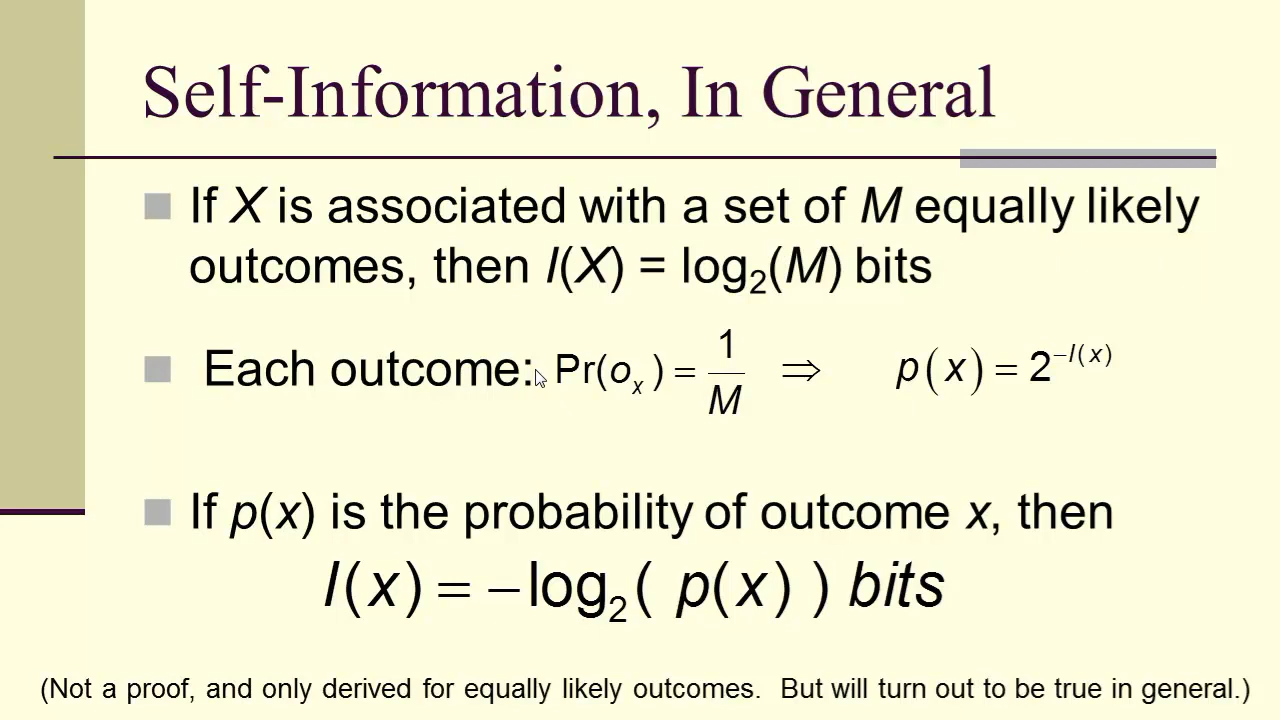 Self-Information, In General
If X is associated with a set of M equally likely
outcomes, then I(X) = log₂(M) bits
Each outcome: Pr(oₓ) = 1/M ⇒ p(x) = 2^(−I(x))
If p(x) is the probability of outcome x, then
I(x) = −log₂( p(x) ) bits
(Not a proof, and only derived for equally likely outcomes. But will turn out to be true in general.)